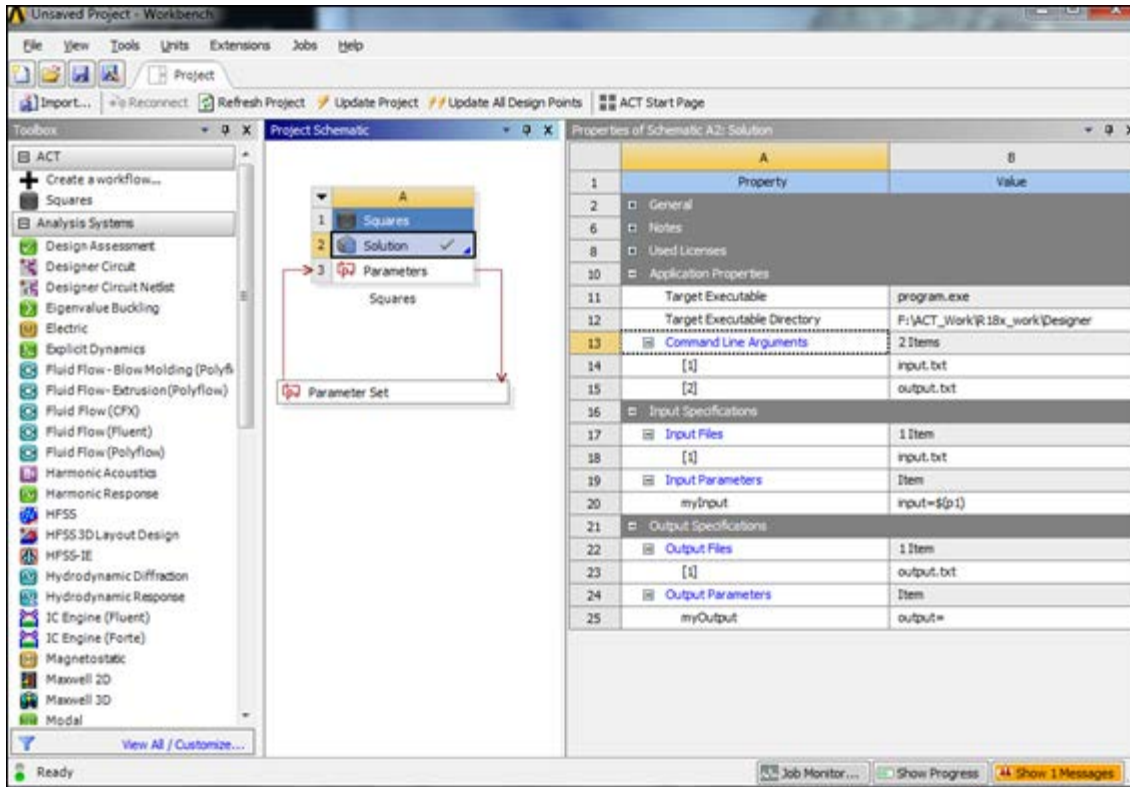 Unsaved Project - Workbench
File View Tools Units Extensions Jobs Help
Project
Import... Reconnect Refresh Project Update Project Update All Design Points ACT Start Page
Toolbox
ACT
Create a workflow...
Squares
Analysis Systems
Design Assessment
Designer Circuit
Designer Circuit Netlist
Eigenvalue Buckling
Electric
Explicit Dynamics
Fluid Flow - Blow Molding (Polyfl
Fluid Flow - Extrusion (Polyflow)
Fluid Flow (CFX)
Fluid Flow (Fluent)
Fluid Flow (Polyflow)
Harmonic Acoustics
Harmonic Response
HFSS
HFSS 3D Layout Design
HFSS-IE
Hydrodynamic Diffraction
Hydrodynamic Response
IC Engine (Fluent)
IC Engine (Forte)
Magnetostatic
Maxwell 2D
Maxwell 3D
Modal
View All / Customize...
Project Schematic
A
1 Squares
2 Solution
3 Parameters
Squares
Parameter Set
Properties of Schematic A2: Solution
A B
1 Property Value
2 General
6 Notes
8 Used Licenses
10 Application Properties
11 Target Executable program.exe
12 Target Executable Directory F:\ACT_Work\R18x_work\Designer
13 Command Line Arguments 2 Items
14 [1] input.txt
15 [2] output.txt
16 Input Specifications
17 Input Files 1 Item
18 [1] input.txt
19 Input Parameters Item
20 myInput input=$(p1)
21 Output Specifications
22 Output Files 1 Item
23 [1] output.txt
24 Output Parameters Item
25 myOutput output=
Ready
Job Monitor... Show Progress Show 1 Messages